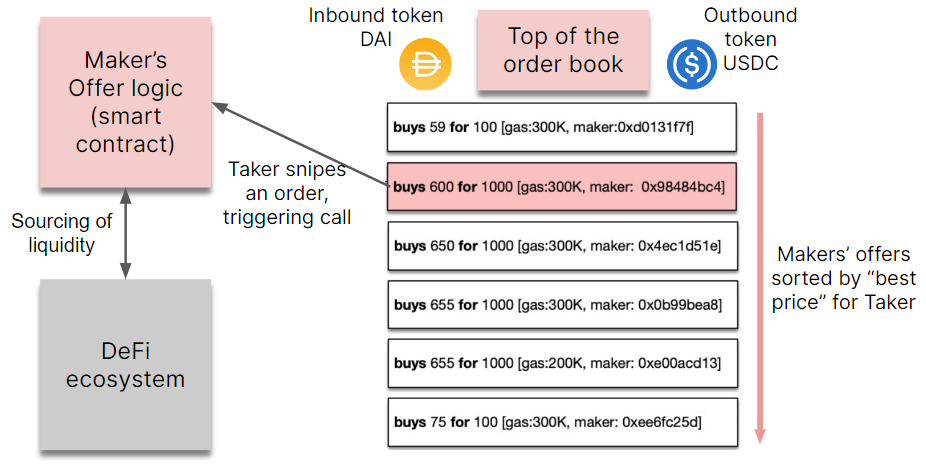 Inbound token
DAI
Top of the
order book
Outbound
token
USDC
Maker’s
Offer logic
(smart
contract)
buys 59 for 100 [gas:300K, maker:0xd0131f7f]
Taker snipes
an order,
triggering call
buys 600 for 1000 [gas:300K, maker:  0x98484bc4]
Sourcing of
liquidity
buys 650 for 1000 [gas:300K, maker: 0x4ec1d51e]
Makers’ offers
sorted by “best
price” for Taker
buys 655 for 1000 [gas:300K, maker: 0x0b99bea8]
DeFi
ecosystem
buys 655 for 1000 [gas:200K, maker: 0xe00acd13]
buys 75 for 100 [gas:300K, maker: 0xee6fc25d]